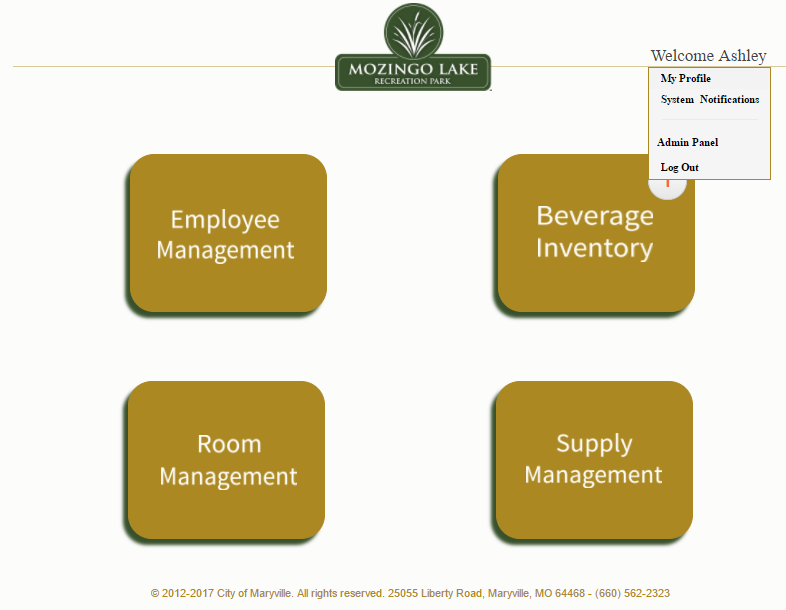 MOZINGO LAKE
RECREATION PARK
Welcome Ashley
My Profile
System Notifications
Admin Panel
Log Out
Employee
Management
Beverage
Inventory
Room
Management
Supply
Management
© 2012-2017 City of Maryville. All rights reserved. 25055 Liberty Road, Maryville, MO 64468 - (660) 562-2323